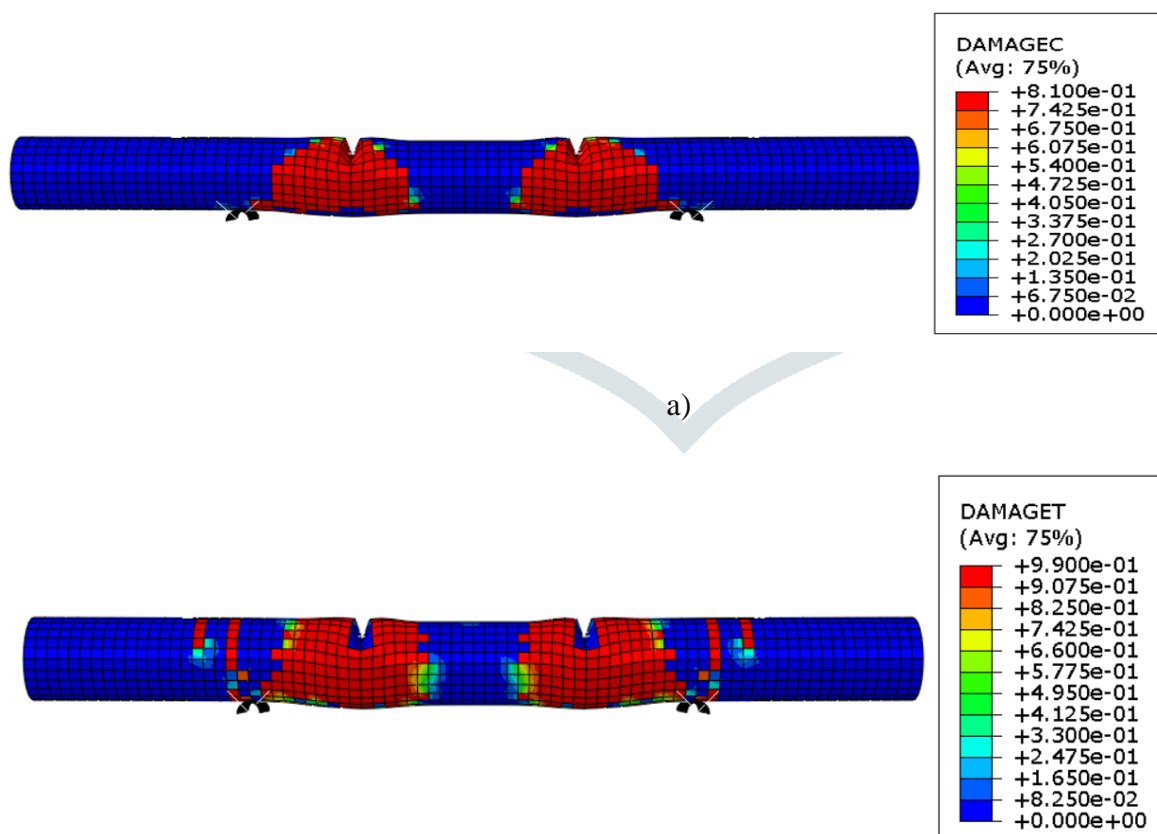 DAMAGEC
(Avg: 75%)
+8.100e-01
+7.425e-01
+6.750e-01
+6.075e-01
+5.400e-01
+4.725e-01
+4.050e-01
+3.375e-01
+2.700e-01
+2.025e-01
+1.350e-01
+6.750e-02
+0.000e+00
a)
DAMAGET
(Avg: 75%)
+9.900e-01
+9.075e-01
+8.250e-01
+7.425e-01
+6.600e-01
+5.775e-01
+4.950e-01
+4.125e-01
+3.300e-01
+2.475e-01
+1.650e-01
+8.250e-02
+0.000e+00